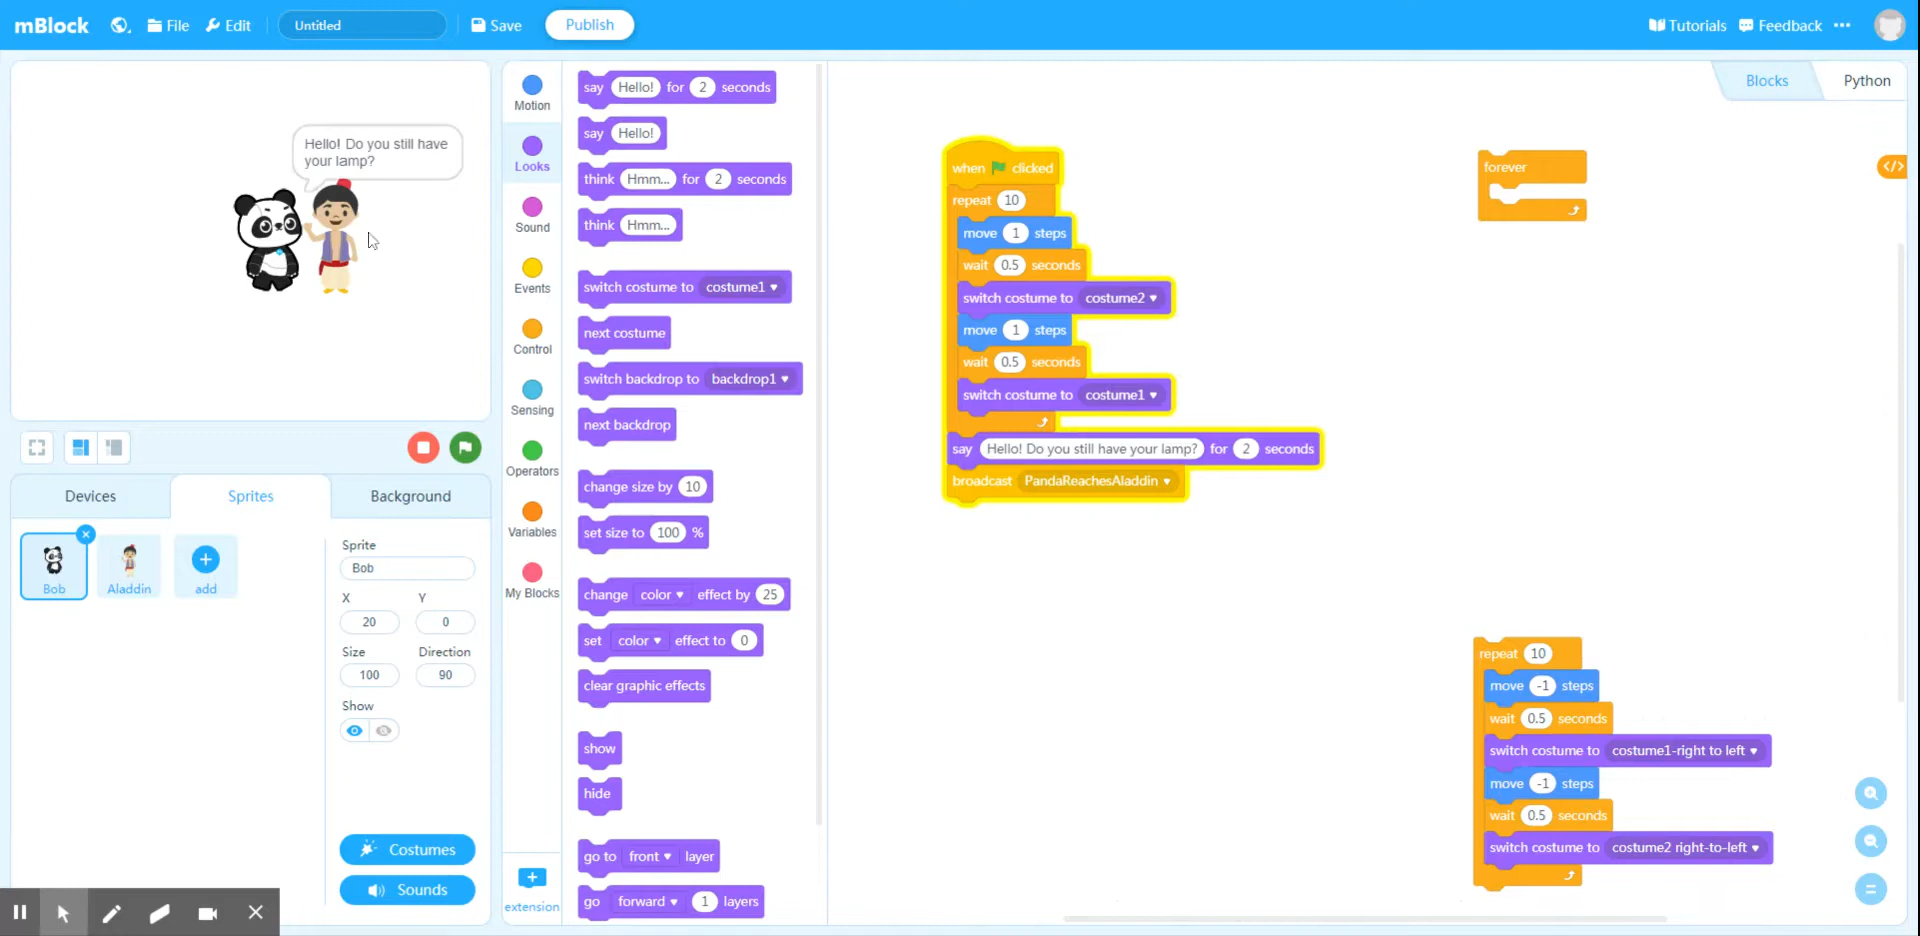 mBlock
File
Edit
Untitled
Save
Publish
Tutorials
Feedback
Hello! Do you still have
your lamp?
Devices
Sprites
Background
Bob
Aladdin
add
Sprite
Bob
X
Y
20
0
Size
Direction
100
90
Show
Costumes
Sounds
Motion
Looks
Sound
Events
Control
Sensing
Operators
Variables
My Blocks
extension
say Hello! for 2 seconds
say Hello!
think Hmm... for 2 seconds
think Hmm...
switch costume to costume1
next costume
switch backdrop to backdrop1
next backdrop
change size by 10
set size to 100 %
change color effect by 25
set color effect to 0
clear graphic effects
show
hide
go to front layer
go forward 1 layers
Blocks
Python
</>
when clicked
repeat 10
move 1 steps
wait 0.5 seconds
switch costume to costume2
move 1 steps
wait 0.5 seconds
switch costume to costume1
say Hello! Do you still have your lamp? for 2 seconds
broadcast PandaReachesAladdin
forever
repeat 10
move -1 steps
wait 0.5 seconds
switch costume to costume1-right to left
move -1 steps
wait 0.5 seconds
switch costume to costume2 right-to-left